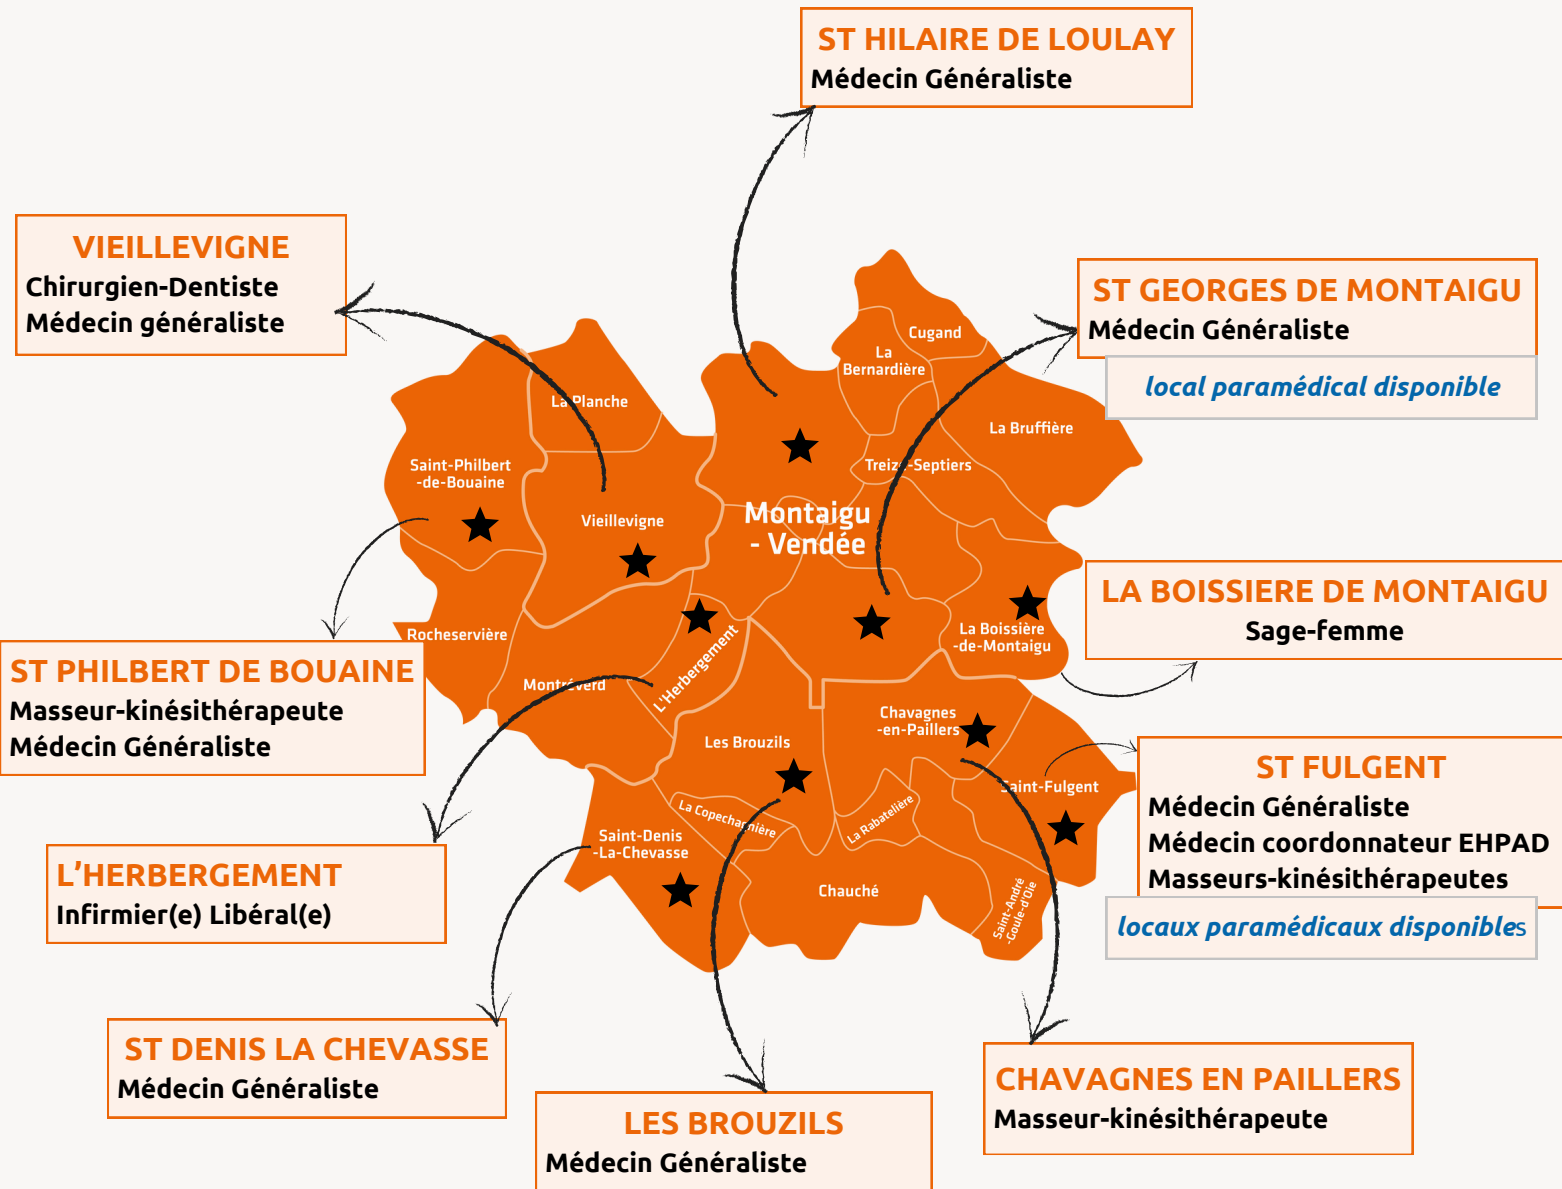 ST HILAIRE DE LOULAY
Médecin Généraliste
VIEILLEVIGNE
Chirurgien-Dentiste
Médecin généraliste
ST GEORGES DE MONTAIGU
Médecin Généraliste
local paramédical disponible
Cugand
La
Bernardière
La Planche
La Bruffière
Saint-Philbert
-de-Bouaine
Treize-Septiers
Vieillevigne
Montaigu
- Vendée
LA BOISSIERE DE MONTAIGU
Sage-femme
La Boissière
-de-Montaigu
Rocheservière
L'Herbergement
Montréverd
ST PHILBERT DE BOUAINE
Masseur-kinésithérapeute
Médecin Généraliste
Chavagnes
-en-Paillers
Les Brouzils
Saint-Fulgent
ST FULGENT
Médecin Généraliste
Médecin coordonnateur EHPAD
Masseurs-kinésithérapeutes
locaux paramédicaux disponibles
La Copechagnière
La Rabatelière
Saint-Denis
-La-Chevasse
Chauché
Saint-André
-Goule-d'Oie
L’HERBERGEMENT
Infirmier(e) Libéral(e)
ST DENIS LA CHEVASSE
Médecin Généraliste
LES BROUZILS
Médecin Généraliste
CHAVAGNES EN PAILLERS
Masseur-kinésithérapeute